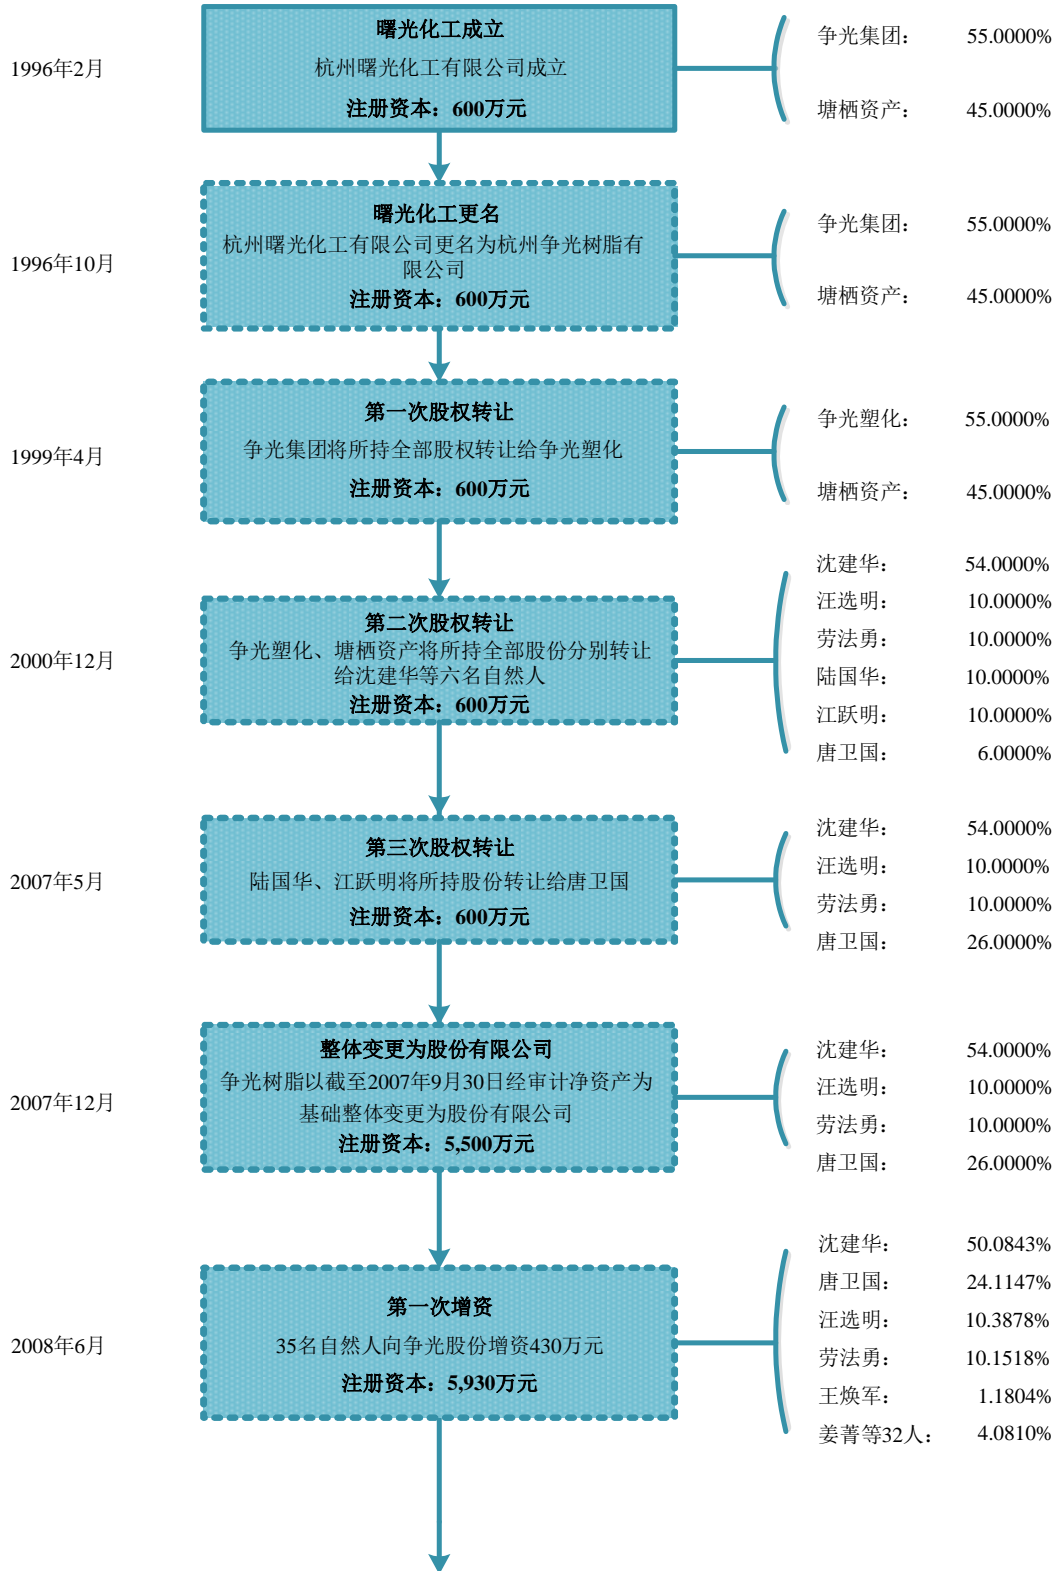 曙光化工成立
1996年2月
杭州曙光化工有限公司成立
注册资本：600万元
争光集团： 55.0000%
塘栖资产： 45.0000%
曙光化工更名
1996年10月
杭州曙光化工有限公司更名为杭州争光树脂有
限公司
注册资本：600万元
争光集团： 55.0000%
塘栖资产： 45.0000%
第一次股权转让
1999年4月
争光集团将所持全部股权转让给争光塑化
注册资本：600万元
争光塑化： 55.0000%
塘栖资产： 45.0000%
第二次股权转让
2000年12月
争光塑化、塘栖资产将所持全部股份分别转让
给沈建华等六名自然人
注册资本：600万元
沈建华： 54.0000%
汪选明： 10.0000%
劳法勇： 10.0000%
陆国华： 10.0000%
江跃明： 10.0000%
唐卫国： 6.0000%
第三次股权转让
2007年5月
陆国华、江跃明将所持股份转让给唐卫国
注册资本：600万元
沈建华： 54.0000%
汪选明： 10.0000%
劳法勇： 10.0000%
唐卫国： 26.0000%
整体变更为股份有限公司
2007年12月
争光树脂以截至2007年9月30日经审计净资产为
基础整体变更为股份有限公司
注册资本：5,500万元
沈建华： 54.0000%
汪选明： 10.0000%
劳法勇： 10.0000%
唐卫国： 26.0000%
第一次增资
2008年6月
35名自然人向争光股份增资430万元
注册资本：5,930万元
沈建华： 50.0843%
唐卫国： 24.1147%
汪选明： 10.3878%
劳法勇： 10.1518%
王焕军： 1.1804%
姜菁等32人： 4.0810%